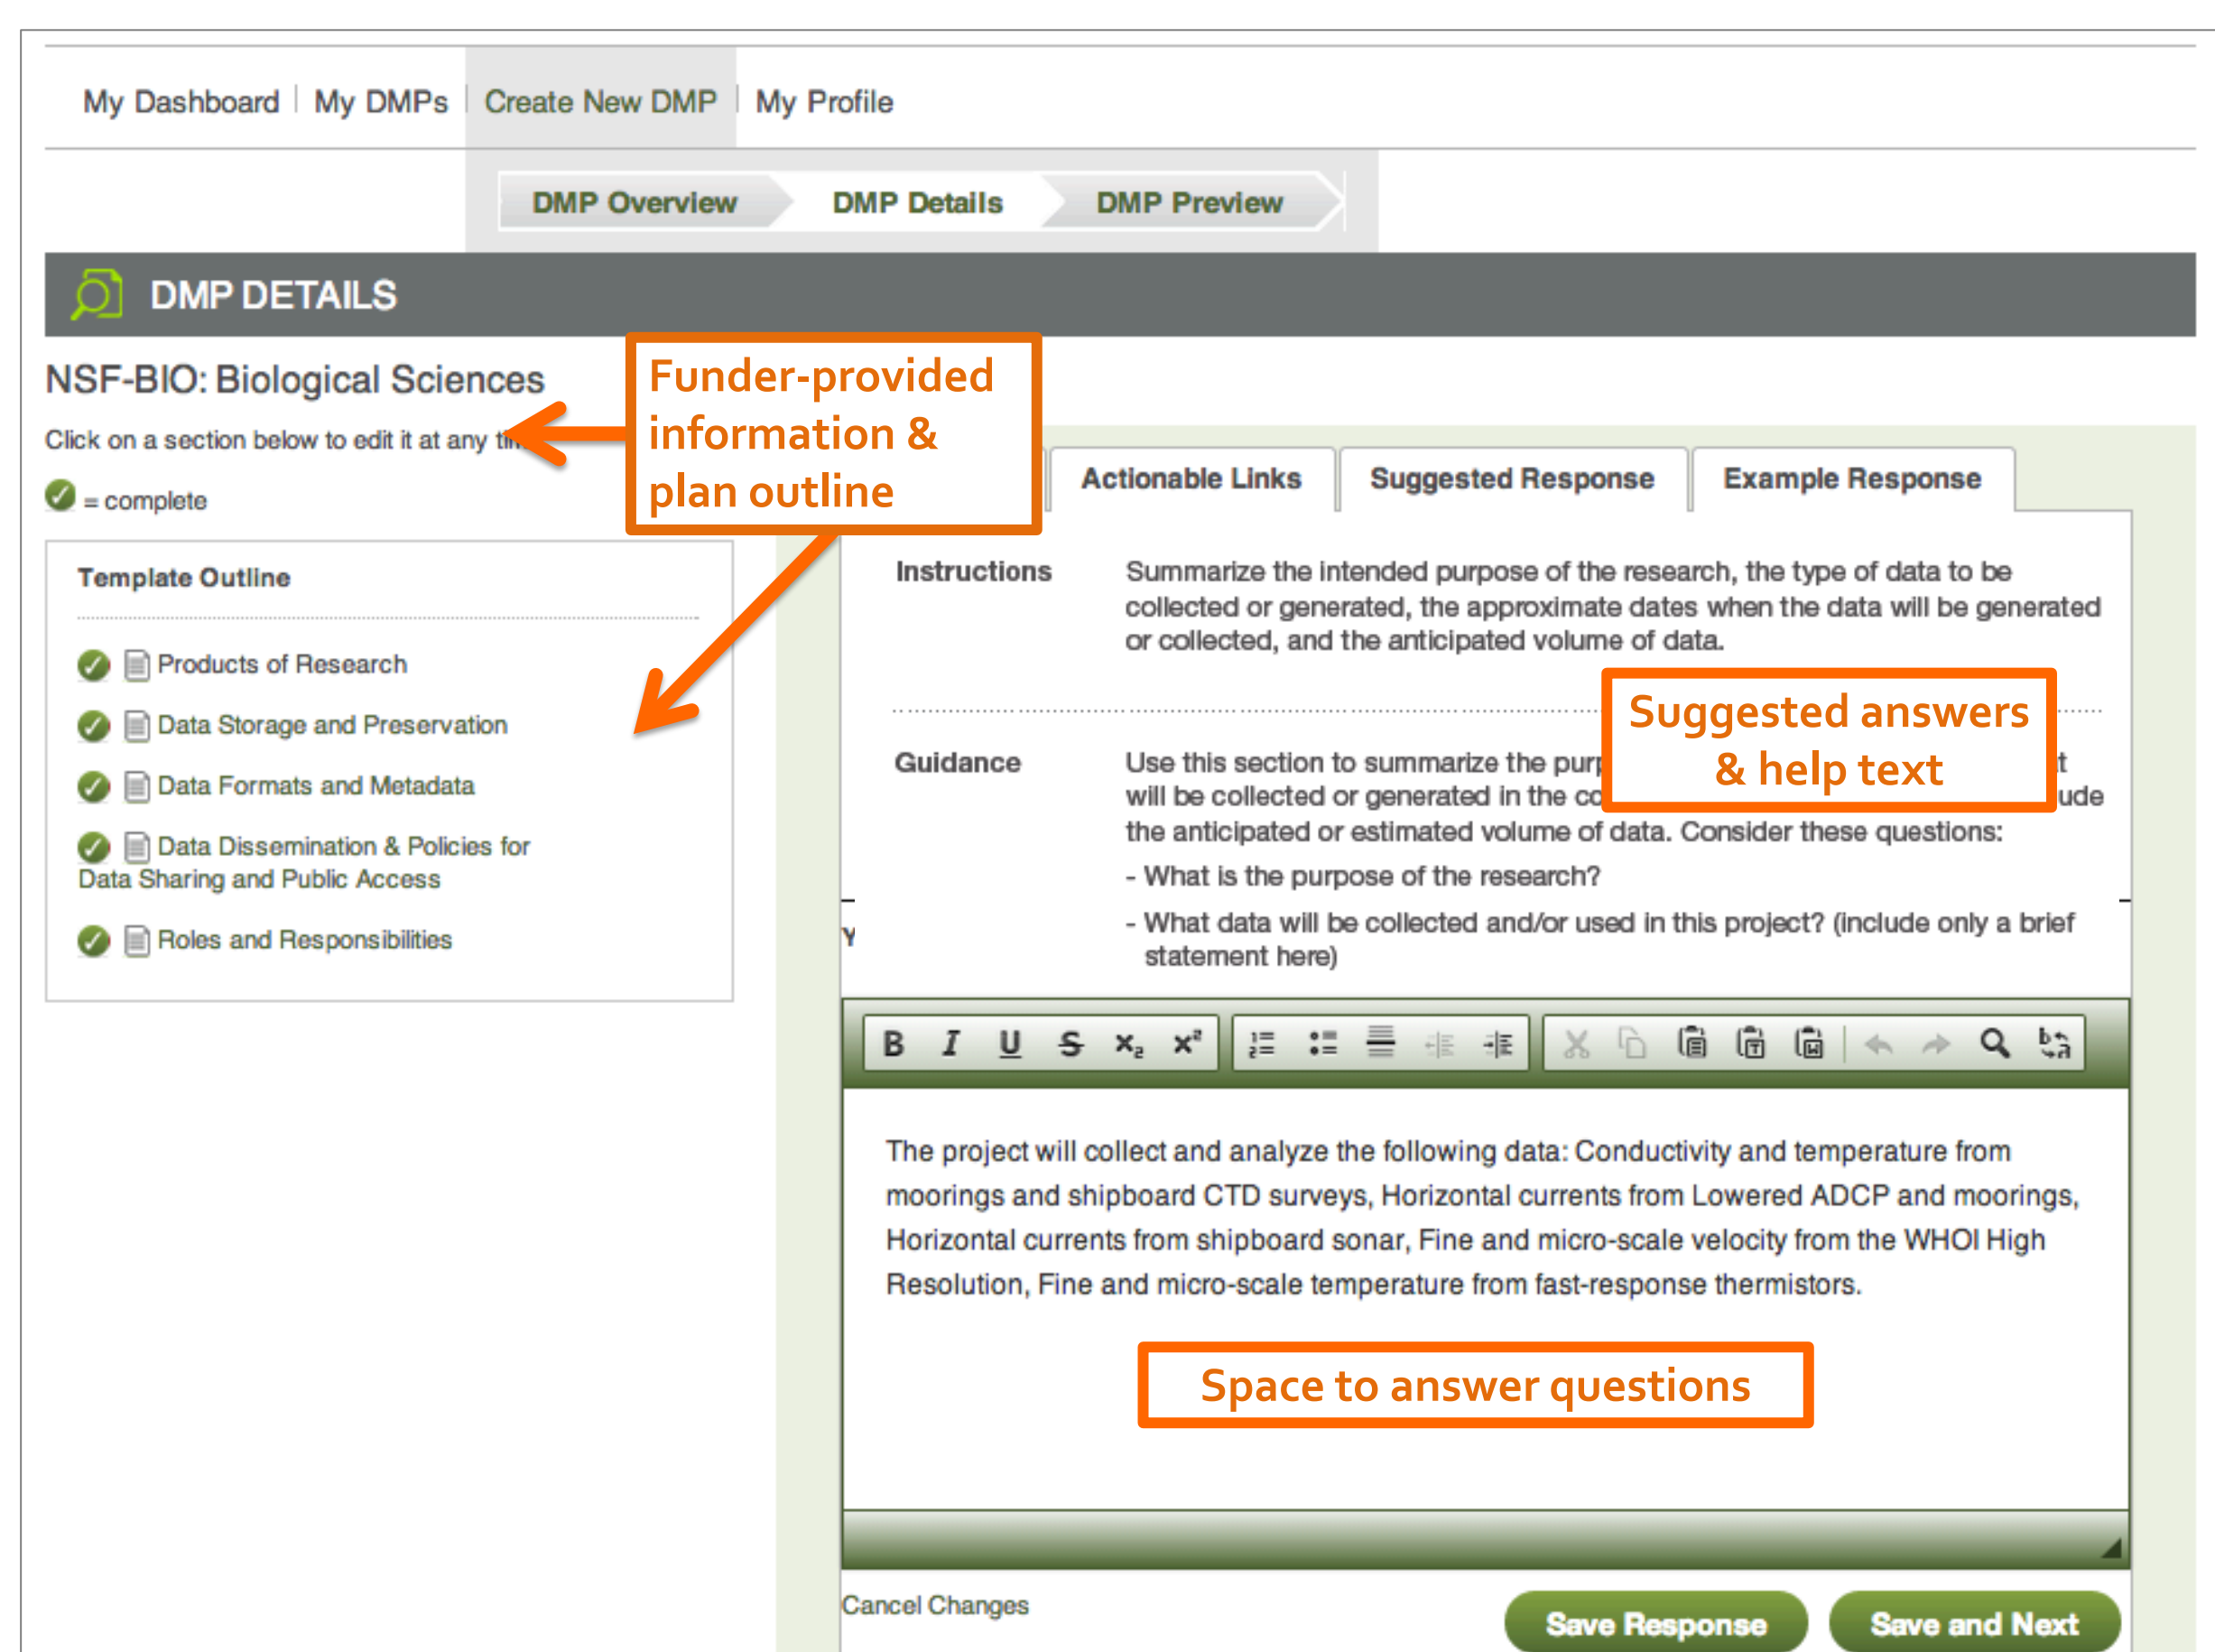 My Dashboard | My DMPs | Create New DMP | My Profile
DMP Overview DMP Details DMP Preview
DMP DETAILS
NSF-BIO: Biological Sciences
Click on a section below to edit it at any
= complete
Funder-provided
information &
plan outline
Template Outline
Products of Research
Data Storage and Preservation
Data Formats and Metadata
Data Dissemination & Policies for
Data Sharing and Public Access
Roles and Responsibilities
Actionable Links Suggested Response Example Response
Instructions Summarize the intended purpose of the research, the type of data to be
collected or generated, the approximate dates when the data will be generated
or collected, and the anticipated volume of data.
Suggested answers
& help text
Guidance Use this section to summarize the
will be collected or generated in the
the anticipated or estimated volume of data. Consider these questions:
- What is the purpose of the research?
- What data will be collected and/or used in this project? (include only a brief
statement here)
The project will collect and analyze the following data: Conductivity and temperature from
moorings and shipboard CTD surveys, Horizontal currents from Lowered ADCP and moorings,
Horizontal currents from shipboard sonar, Fine and micro-scale velocity from the WHOI High
Resolution, Fine and micro-scale temperature from fast-response thermistors.
Space to answer questions
Cancel Changes
Save Response Save and Next